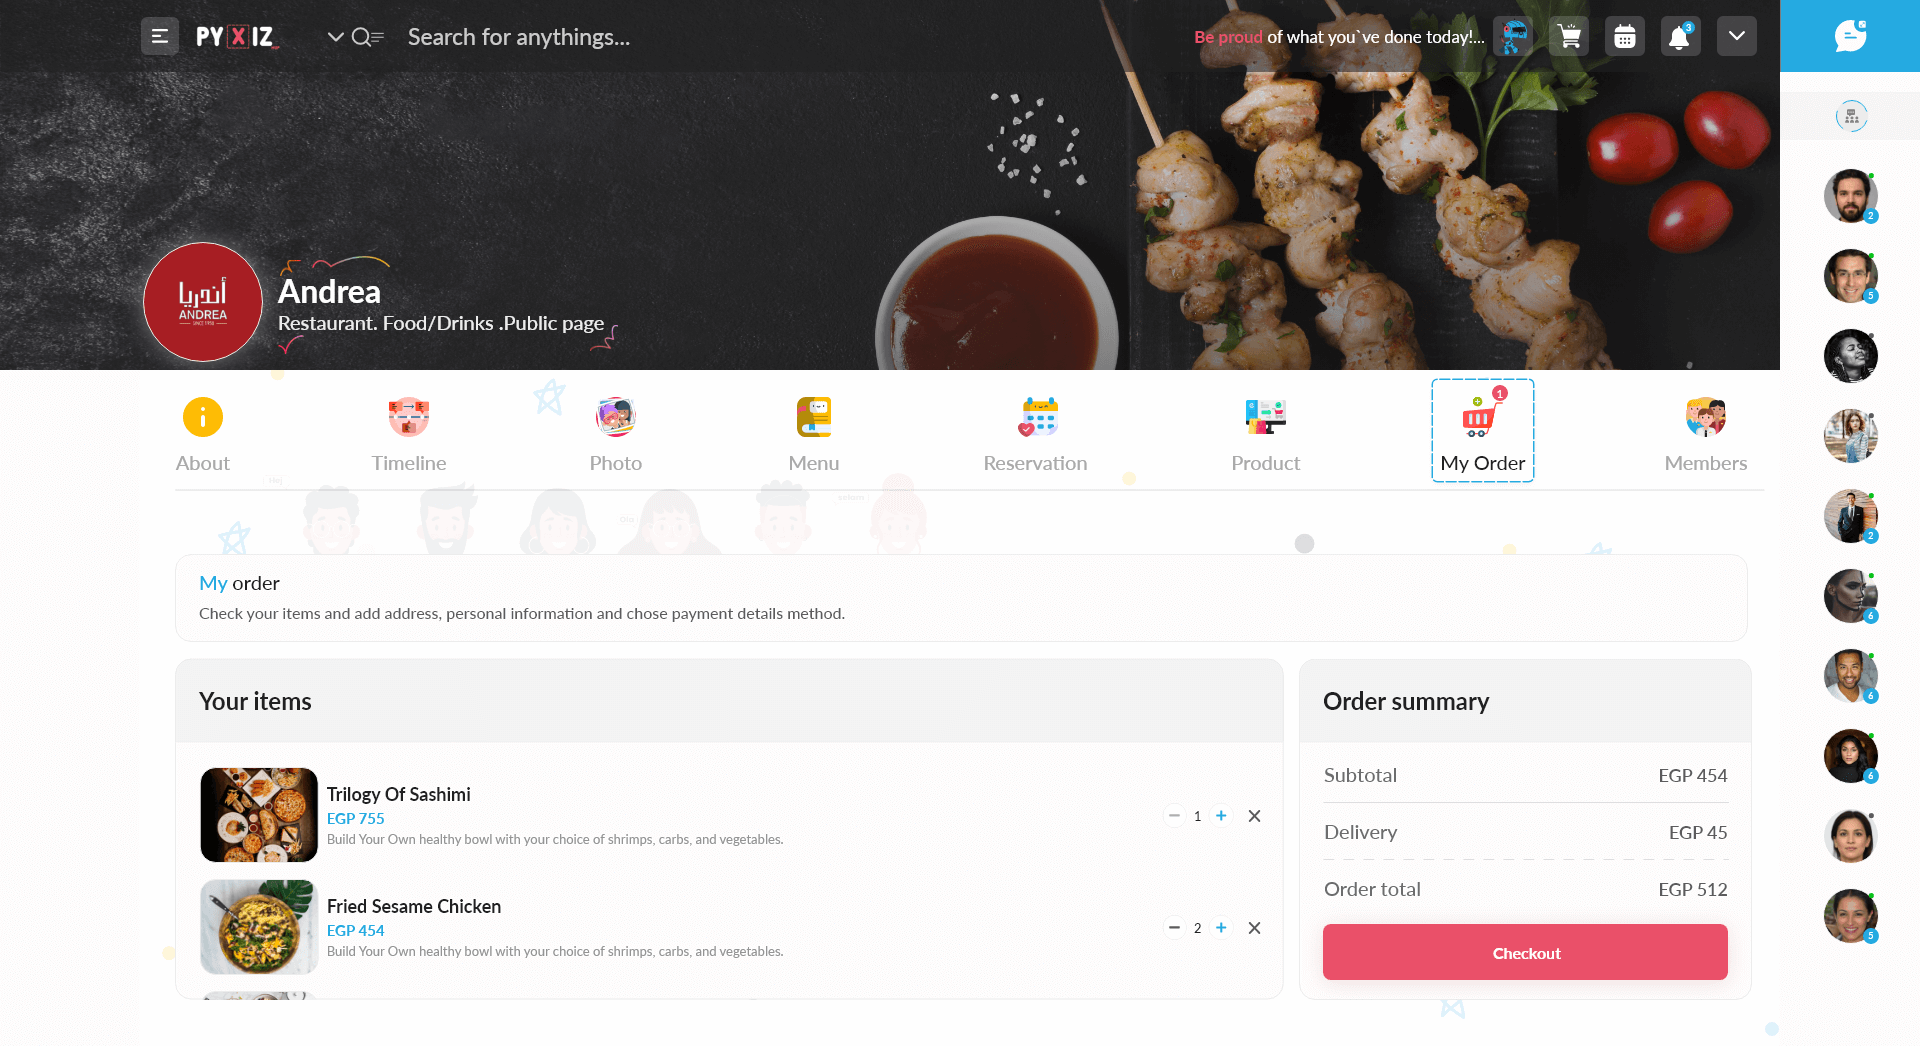 PYXIZ
Search for anythings...
Be proud of what you`ve done today!...
3
أندريا
ANDREA
SINCE 1958
Andrea
Restaurant. Food/Drinks .Public page
About
Timeline
Photo
Menu
Reservation
Product
1
My Order
Members
My order
Check your items and add address, personal information and chose payment details method.
Your items
Trilogy Of Sashimi
EGP 755
Build Your Own healthy bowl with your choice of shrimps, carbs, and vegetables.
1
Fried Sesame Chicken
EGP 454
Build Your Own healthy bowl with your choice of shrimps, carbs, and vegetables.
2
Order summary
Subtotal EGP 454
Delivery EGP 45
Order total EGP 512
Checkout
2
5
2
6
6
6
5